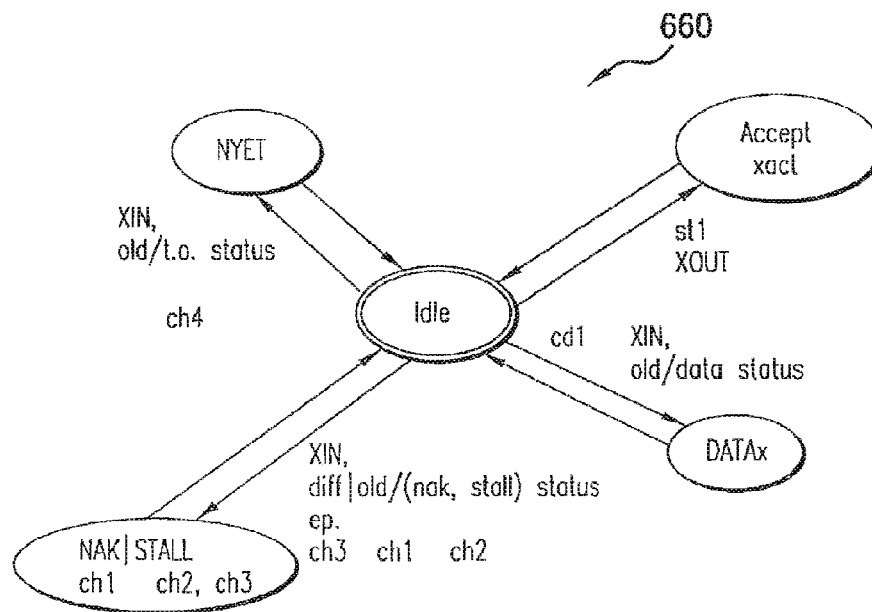 660
NYET
Accept
xact
XIN,
old/t.o. status
st1
XOUT
Idle
ch4
cd1
XIN,
old/data status
DATAx
XIN,
diff|old/(nak, stall) status
ep.
ch3 ch1 ch2
NAK|STALL
ch1 ch2, ch3